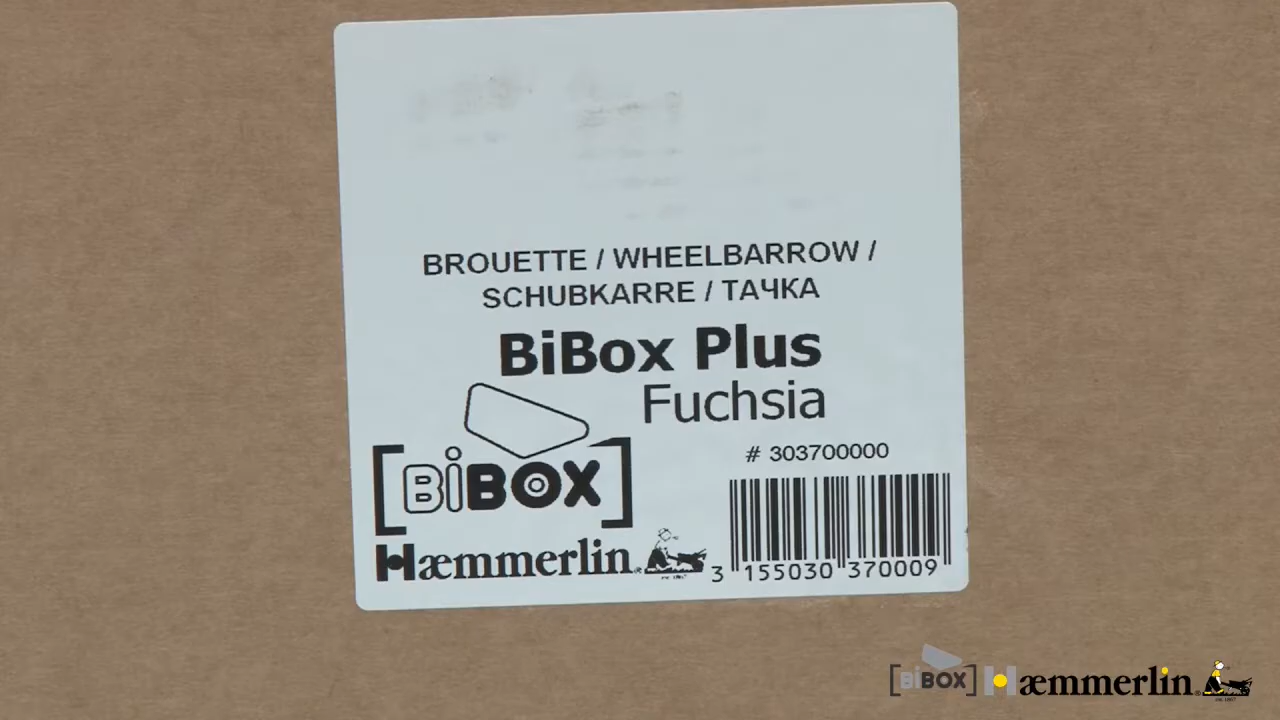 BROUETTE / WHEELBARROW /
SCHUBKARRE / ТАЧКА
BiBox Plus
Fuchsia
# 303700000
[BiBOX]
Hæmmerlin
3 155030 370009
[BiBOX] Hæmmerlin